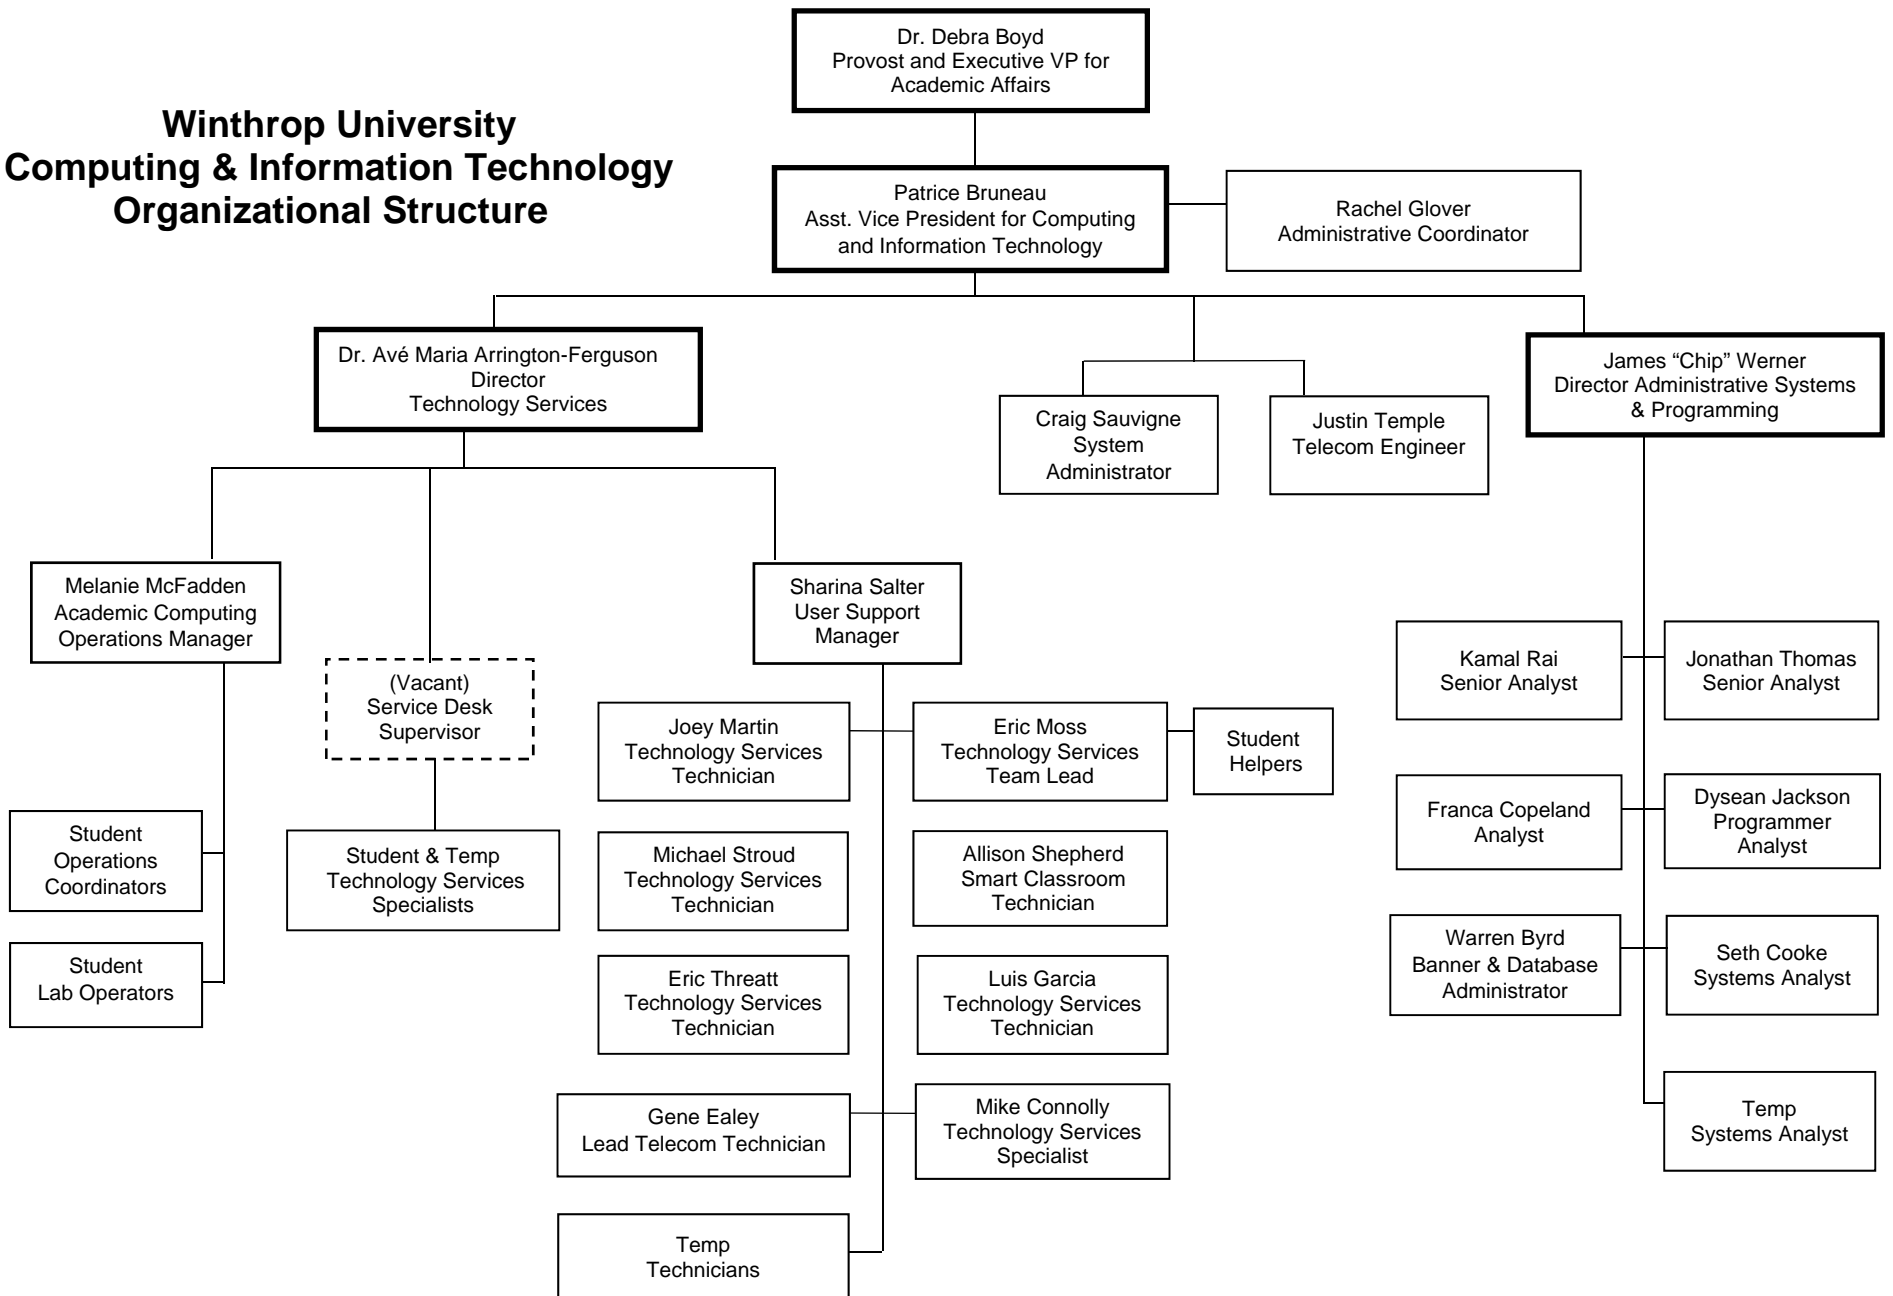 Dr. Debra Boyd
Provost and Executive VP for
Academic Affairs
Winthrop University
Computing & Information Technology
Organizational Structure
Patrice Bruneau
Asst. Vice President for Computing
and Information Technology
Rachel Glover
Administrative Coordinator
Dr. Avé Maria Arrington-Ferguson
Director
Technology Services
Craig Sauvigne
System
Administrator
Justin Temple
Telecom Engineer
James “Chip” Werner
Director Administrative Systems
& Programming
Melanie McFadden
Academic Computing
Operations Manager
(Vacant)
Service Desk
Supervisor
Sharina Salter
User Support
Manager
Student
Operations
Coordinators
Student
Lab Operators
Student & Temp
Technology Services
Specialists
Joey Martin
Technology Services
Technician
Eric Moss
Technology Services
Team Lead
Student
Helpers
Michael Stroud
Technology Services
Technician
Allison Shepherd
Smart Classroom
Technician
Eric Threatt
Technology Services
Technician
Luis Garcia
Technology Services
Technician
Gene Ealey
Lead Telecom Technician
Mike Connolly
Technology Services
Specialist
Temp
Technicians
Kamal Rai
Senior Analyst
Jonathan Thomas
Senior Analyst
Franca Copeland
Analyst
Dysean Jackson
Programmer
Analyst
Warren Byrd
Banner & Database
Administrator
Seth Cooke
Systems Analyst
Temp
Systems Analyst